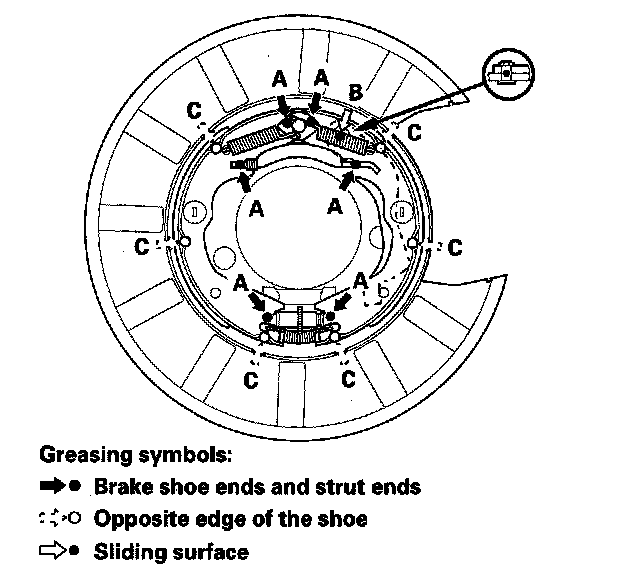 A A
B
C
C
A
A
C
C
A
A
C
C
Greasing symbols:
Brake shoe ends and strut ends
Opposite edge of the shoe
Sliding surface